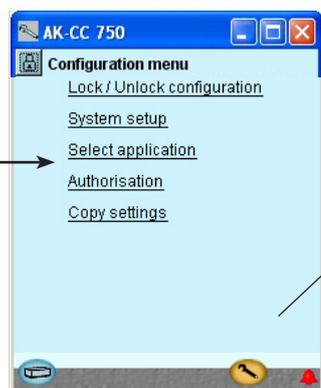 AK-CC 750
Configuration menu
Lock / Unlock configuration
System setup
Select application
Authorisation
Copy settings